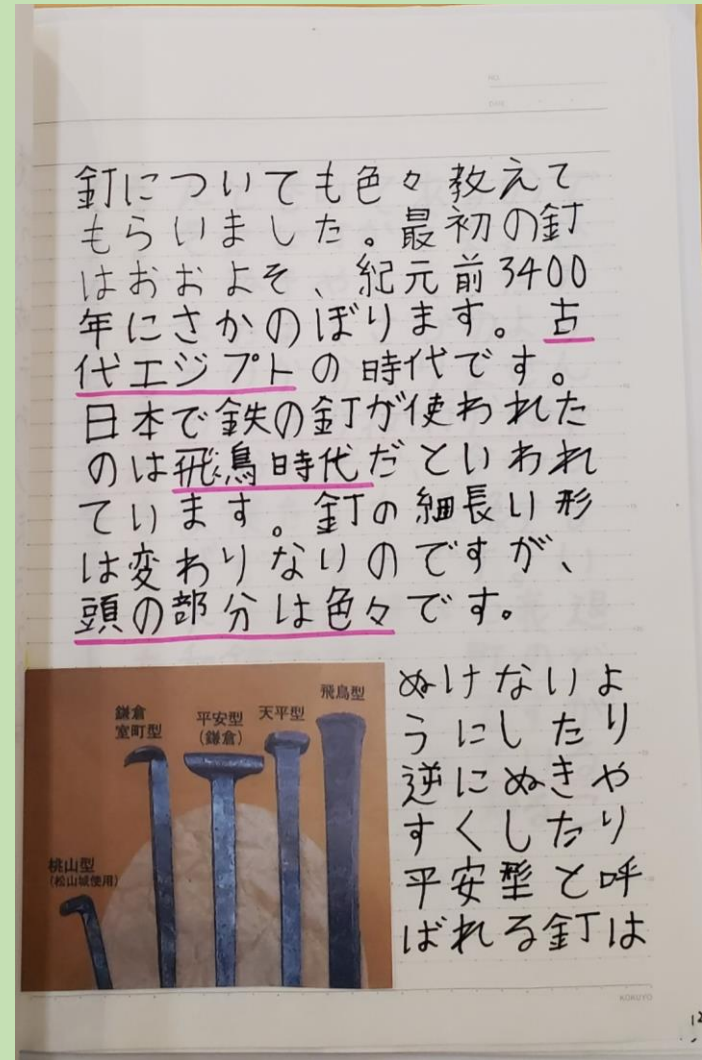 釘についても色々教えて
もらいました。最初の釘
はおおよそ、紀元前3400
年にさかのぼります。古
代エジプトの時代です。
日本で鉄の釘が使われた
のは飛鳥時代だといわれ
ています。釘の細長い形
は変わりないのですが、
頭の部分は色々です。
飛鳥型
天平型
平安型
(鎌倉)
鎌倉
室町型
桃山型
(松山城使用)
ぬけないよ
うにしたり
逆にぬきや
すくしたり
平安型と呼
ばれる釘は
KOKUYO